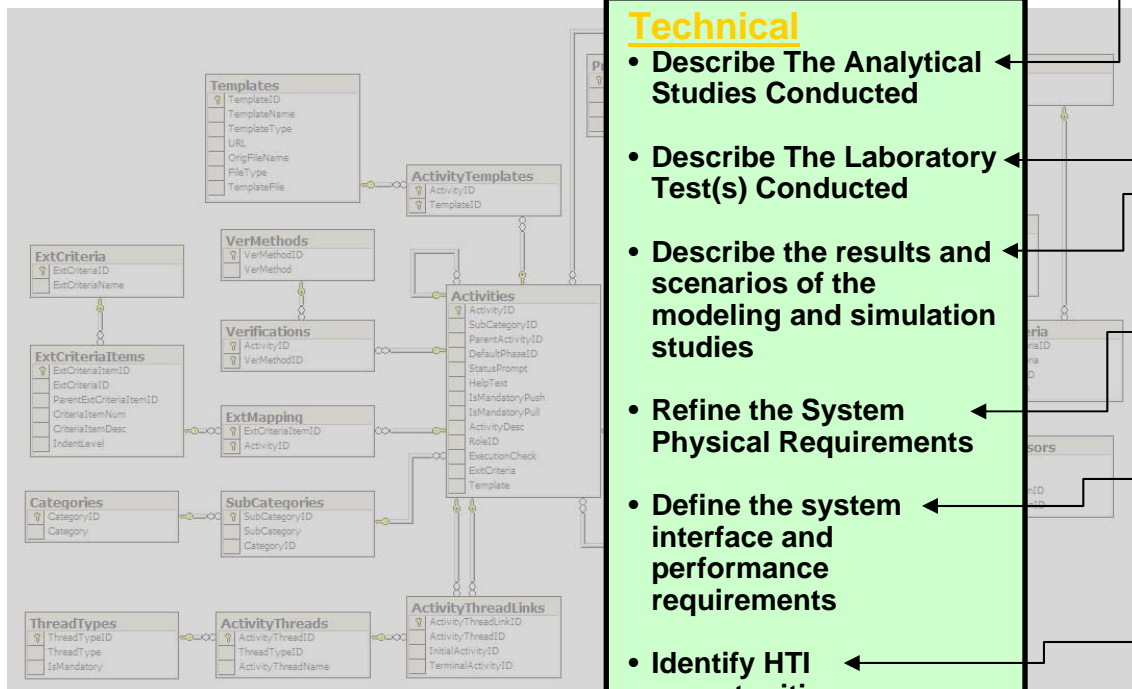 Templates
TemplateID
TemplateName
TemplateType
URL
OrigFileName
FileType
TemplateFile
ActivityTemplates
ActivityID
TemplateID
ExtCriteria
ExtCriteriaID
ExtCriteriaName
VerMethods
VerMethodID
VerMethod
Verifications
ActivityID
VerMethodID
ExtCriteriaItems
ExtCriteriaItemID
ExtCriteriaID
ParentExtCriteriaItemID
CriteriaItemNum
CriteriaItemDesc
IndentLevel
ExtMapping
ExtCriteriaItemID
ActivityID
Activities
ActivityID
SubCategoryID
ParentActivityID
DefaultPhaseID
StatusPrompt
HelpText
IsMandatoryPush
IsMandatoryPull
ActivityDesc
RoleID
ExecutionCheck
ExitCriteria
Template
Categories
CategoryID
Category
SubCategories
SubCategoryID
SubCategory
CategoryID
ThreadTypes
ThreadTypeID
ThreadType
IsMandatory
ActivityThreads
ActivityThreadID
ThreadTypeID
ActivityThreadName
ActivityThreadLinks
ActivityThreadLinkID
ActivityThreadID
InitialActivityID
TerminalActivityID
Technical
• Describe The Analytical
Studies Conducted
• Describe The Laboratory
Test(s) Conducted
• Describe the results and
scenarios of the
modeling and simulation
studies
• Refine the System
Physical Requirements
• Define the system
interface and
performance
requirements
• Identify HTI